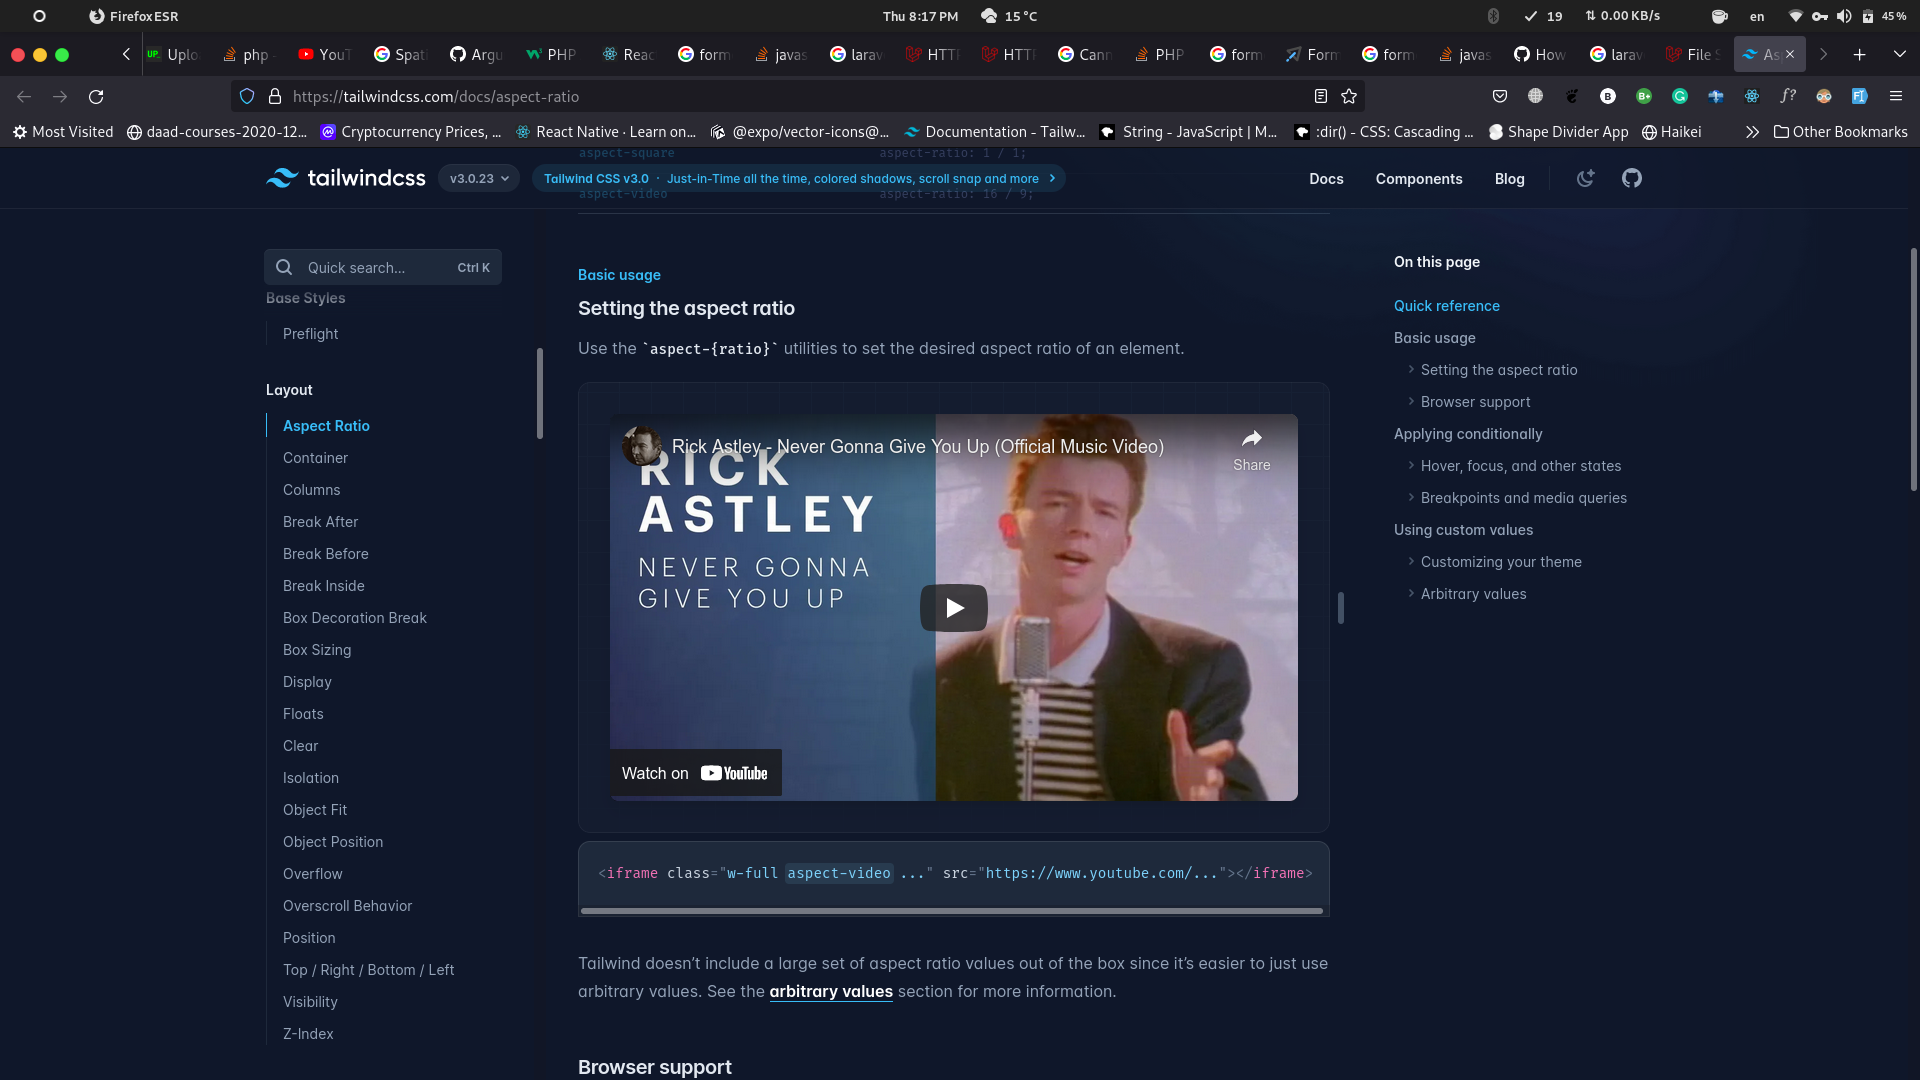 Firefox ESR
Thu 8:17 PM 15 °C
19 0.00 KB/s en 45 %
Uplo php YouT Spat Argu PHP Reac form javas larav HTT HTT Cann PHP form Form form javas How larav File As
https://tailwindcss.com/docs/aspect-ratio
Most Visited daad-courses-2020-12... Cryptocurrency Prices, ... React Native · Learn on... @expo/vector-icons@... Documentation - Tailw... String - JavaScript | M... :dir() - CSS: Cascading ... Shape Divider App Haikei Other Bookmarks
aspect-square aspect-ratio: 1 / 1;
tailwindcss v3.0.23 Tailwind CSS v3.0 · Just-in-Time all the time, colored shadows, scroll snap and more Docs Components Blog
aspect-video aspect-ratio: 16 / 9;
Quick search... Ctrl K
Base Styles
Preflight
Layout
Aspect Ratio
Container
Columns
Break After
Break Before
Break Inside
Box Decoration Break
Box Sizing
Display
Floats
Clear
Isolation
Object Fit
Object Position
Overflow
Overscroll Behavior
Position
Top / Right / Bottom / Left
Visibility
Z-Index
Basic usage
Setting the aspect ratio
Use the `aspect-{ratio}` utilities to set the desired aspect ratio of an element.
Rick Astley - Never Gonna Give You Up (Official Music Video)
Share
RICK
ASTLEY
NEVER GONNA
GIVE YOU UP
Watch on YouTube
<iframe class="w-full aspect-video ..." src="https://www.youtube.com/..."></iframe>
Tailwind doesn’t include a large set of aspect ratio values out of the box since it’s easier to just use
arbitrary values. See the arbitrary values section for more information.
Browser support
On this page
Quick reference
Basic usage
Setting the aspect ratio
Browser support
Applying conditionally
Hover, focus, and other states
Breakpoints and media queries
Using custom values
Customizing your theme
Arbitrary values